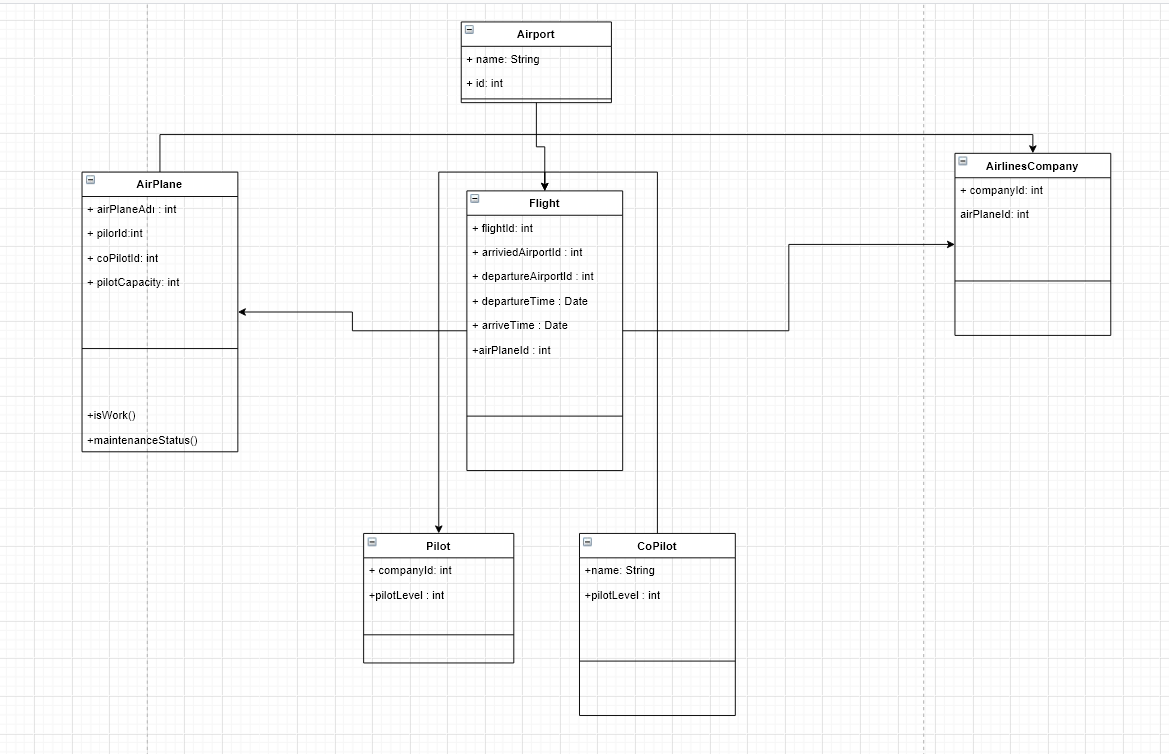 Airport
+ name: String
+ id: int
AirPlane
+ airPlaneAdı : int
+ pilorId:int
+ coPilotId: int
+ pilotCapacity: int
+isWork()
+maintenanceStatus()
Flight
+ flightId: int
+ arriviedAirportId : int
+ departureAirportId : int
+ departureTime : Date
+ arriveTime : Date
+airPlaneId : int
AirlinesCompany
+ companyId: int
airPlaneId: int
Pilot
+ companyId: int
+pilotLevel : int
CoPilot
+name: String
+pilotLevel : int